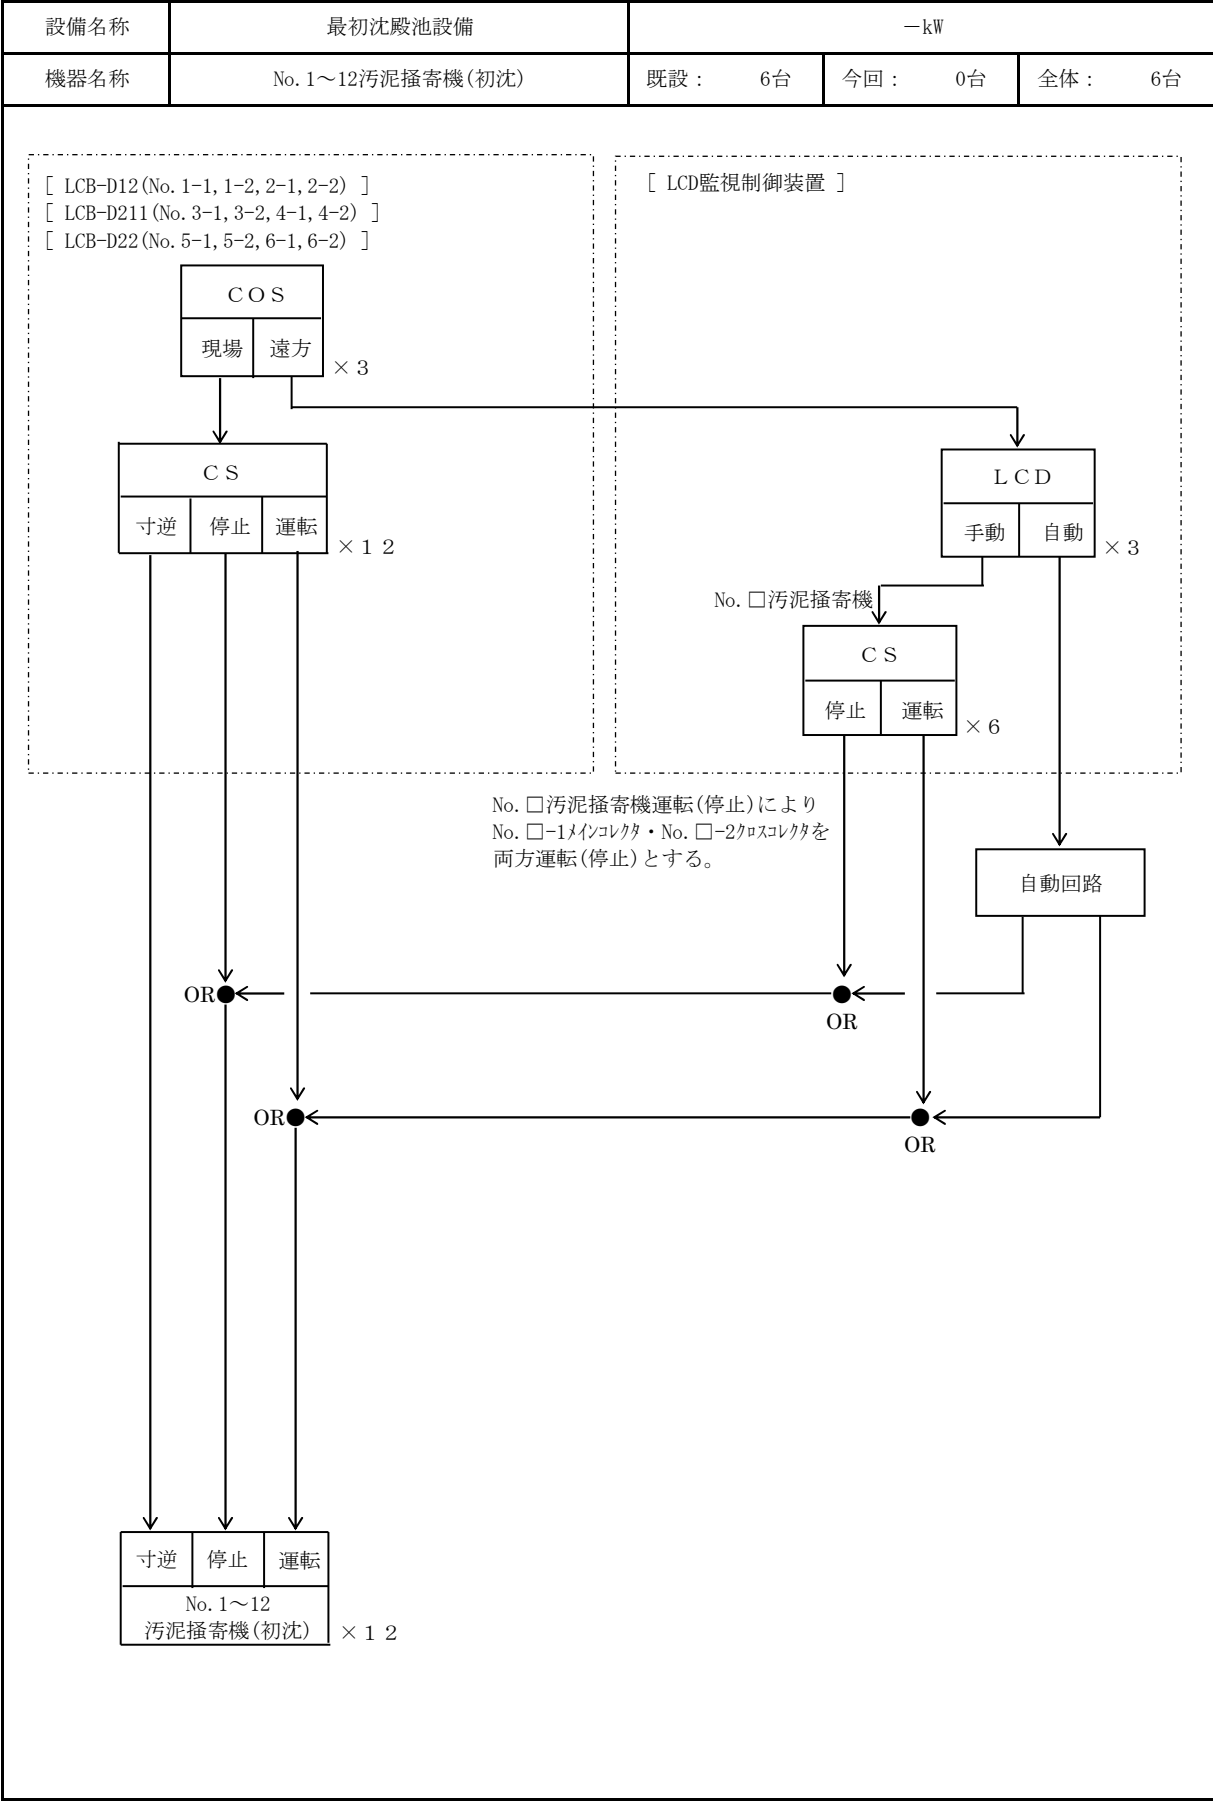 設備名称 最初沈殿池設備 －kW
機器名称 No.1～12汚泥掻寄機(初沈) 既設： 6台 今回： 0台 全体： 6台
[ LCB-D12(No.1-1,1-2,2-1,2-2) ]
[ LCB-D211(No.3-1,3-2,4-1,4-2) ]
[ LCB-D22(No.5-1,5-2,6-1,6-2) ]
[ LCD監視制御装置 ]
ＣＯＳ
現場 遠方
×３
ＣＳ
寸逆 停止 運転
×１２
ＬＣＤ
手動 自動
×３
No.□汚泥掻寄機
ＣＳ
停止 運転
×６
No.□汚泥掻寄機運転(停止)により
No.□-1ﾒｲﾝｺﾚｸﾀ・No.□-2ｸﾛｽｺﾚｸﾀを
両方運転(停止)とする。
自動回路
OR
OR
OR
OR
寸逆 停止 運転
No.1～12
汚泥掻寄機(初沈)
×１２